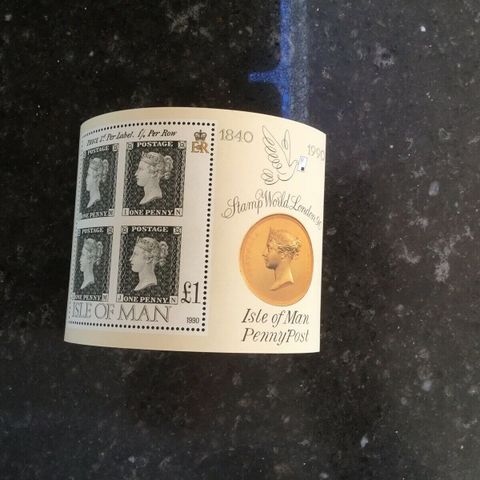 Price 1d. Per Label. 1/- Per Row
ER
1840
1990
POSTAGE
POSTAGE
ONE PENNY
I ONE PENNY N
POSTAGE
POSTAGE
ONE PENNY
J ONE PENNY
£1
ISLE OF MAN
1990
Stamp World London
Isle of Man
Penny Post